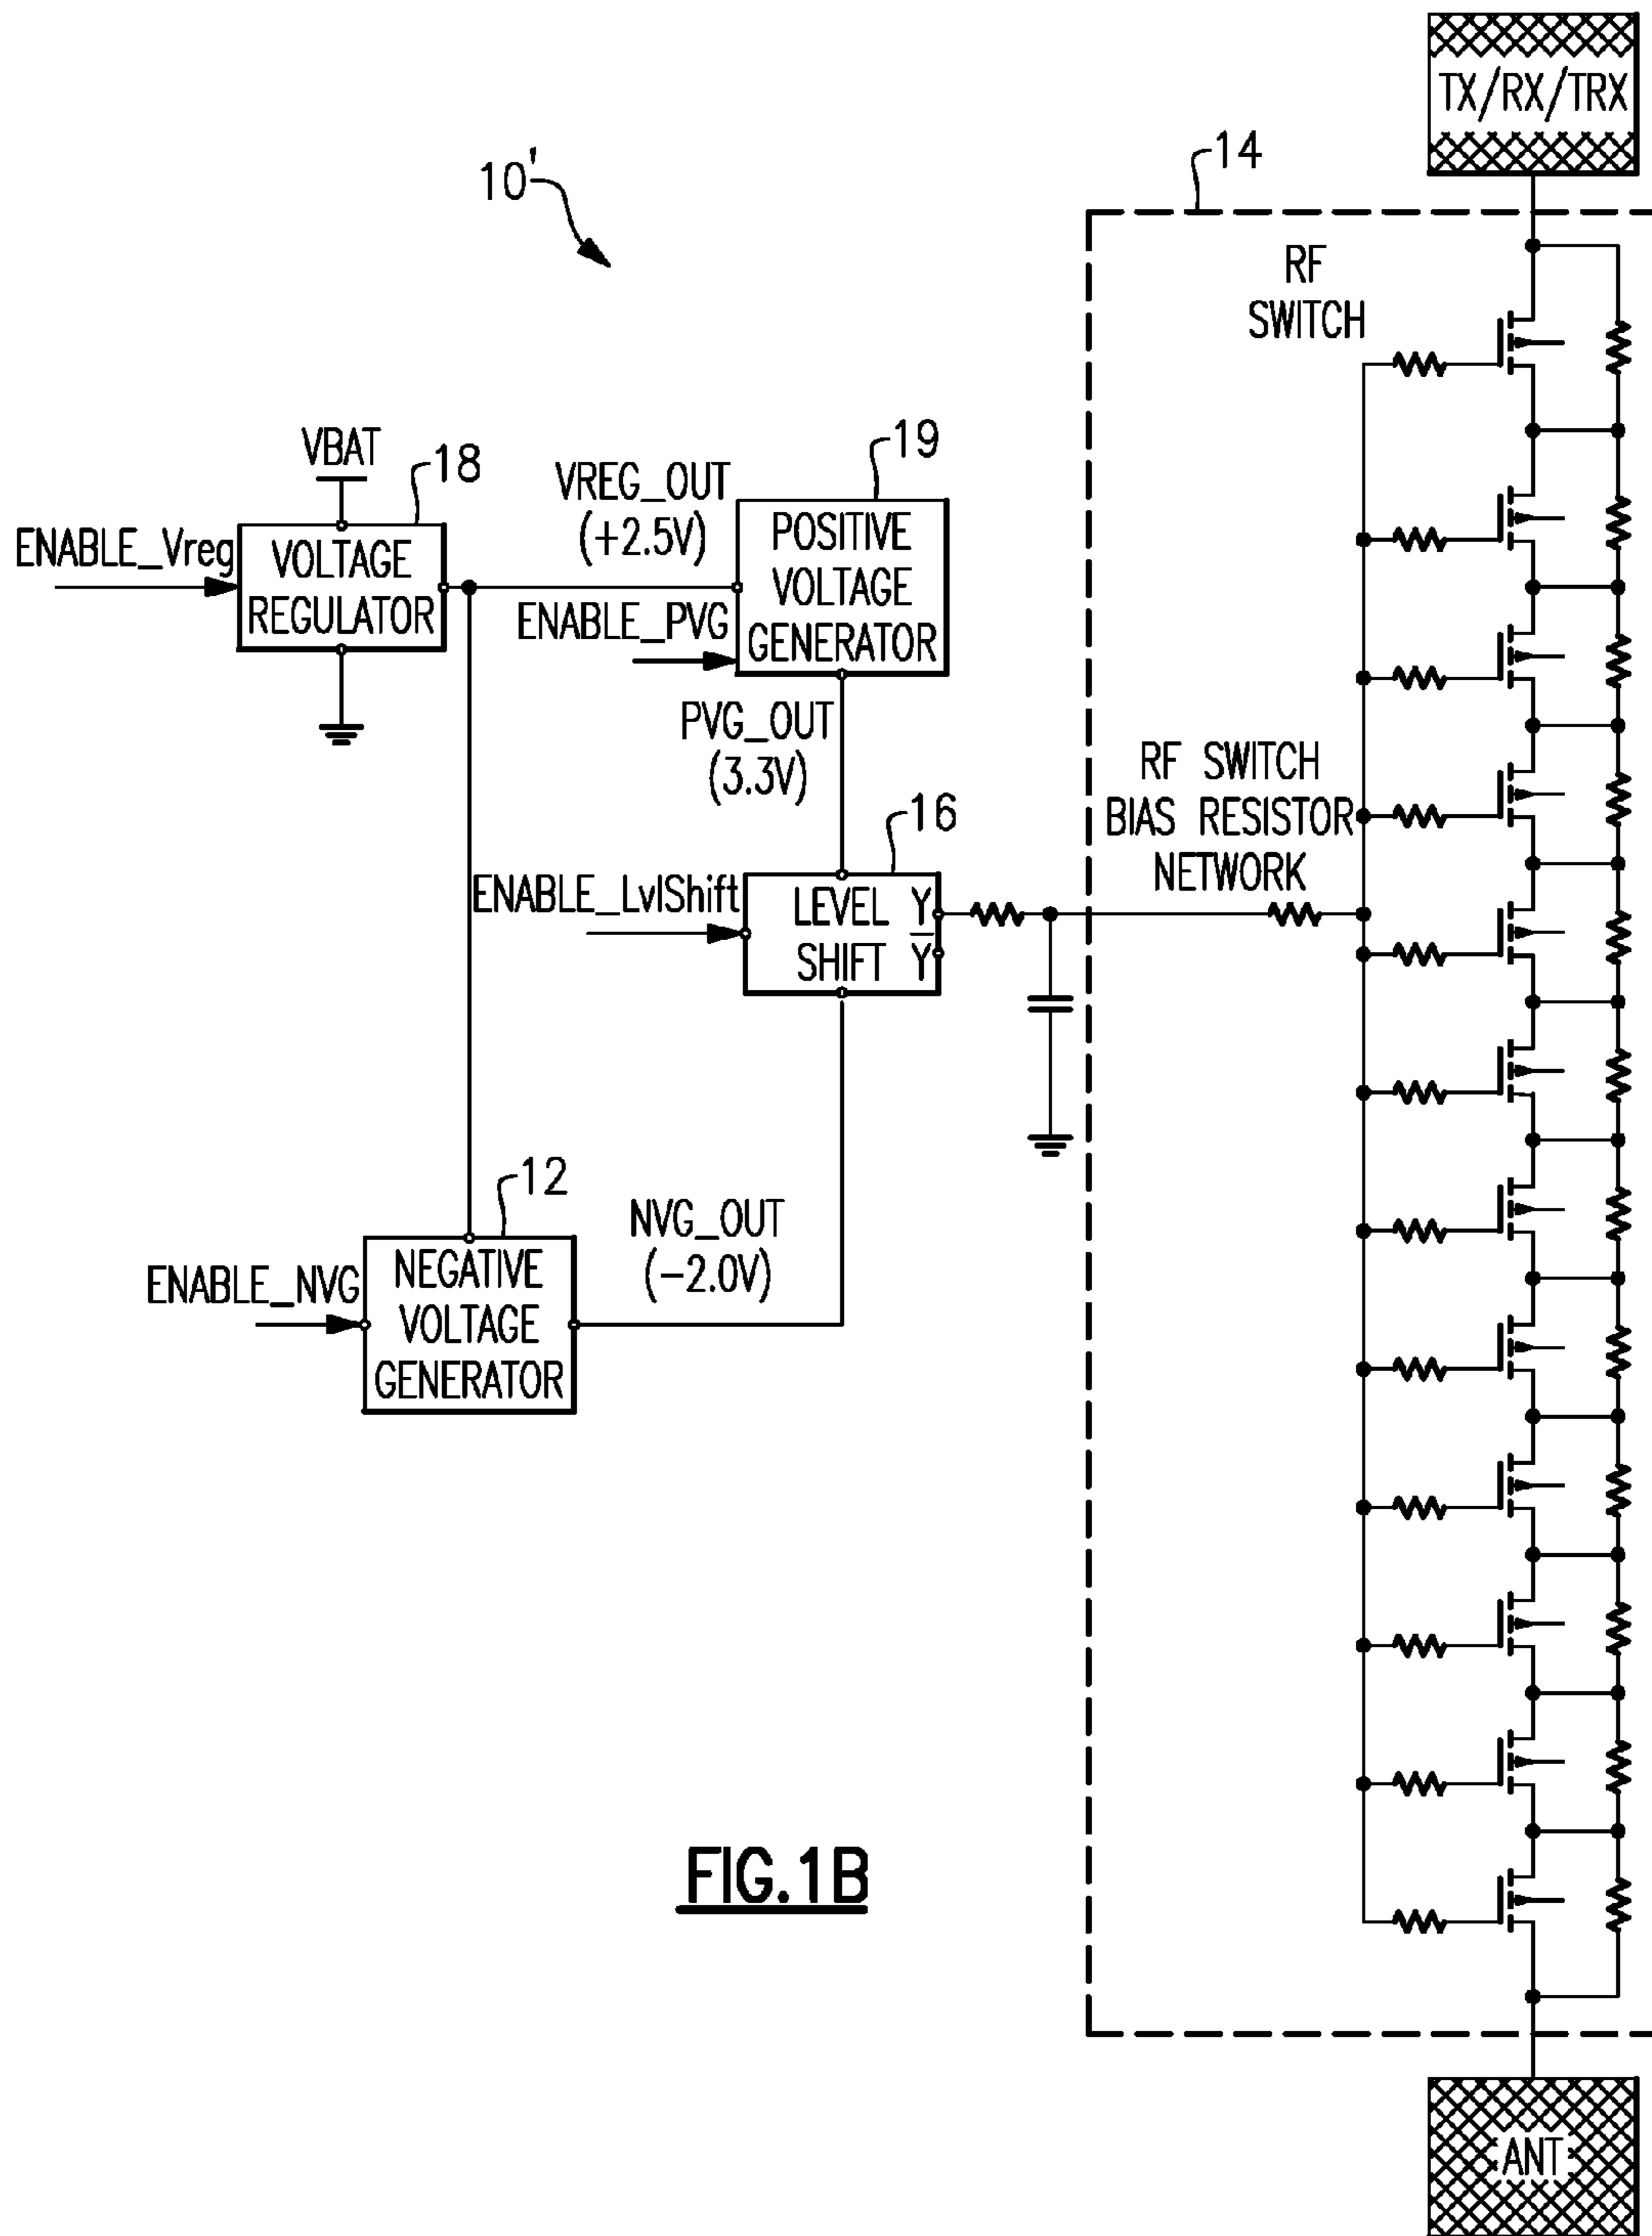 TX/RX/TRX
14
10'
RF
SWITCH
VBAT
18
19
VREG_OUT
(+2.5V)
ENABLE_Vreg
VOLTAGE
REGULATOR
POSITIVE
VOLTAGE
GENERATOR
ENABLE_PVG
PVG_OUT
(3.3V)
RF SWITCH
BIAS RESISTOR
NETWORK
16
ENABLE_LvlShift
LEVEL Y
SHIFT Y̅
12
NVG_OUT
(−2.0V)
ENABLE_NVG
NEGATIVE
VOLTAGE
GENERATOR
FIG.1B
ANT